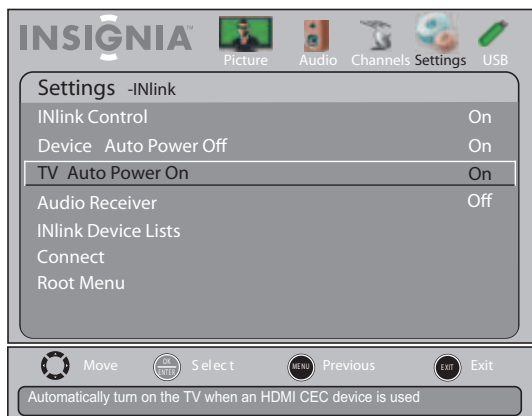 INSIGNIA
Picture Audio Channels Settings USB
Settings -INlink
INlink Control On
Device Auto Power Off On
TV Auto Power On On
Audio Receiver Off
INlink Device Lists
Connect
Root Menu
Move OK ENTER Select MENU Previous EXIT Exit
Automatically turn on the TV when an HDMI CEC device is used